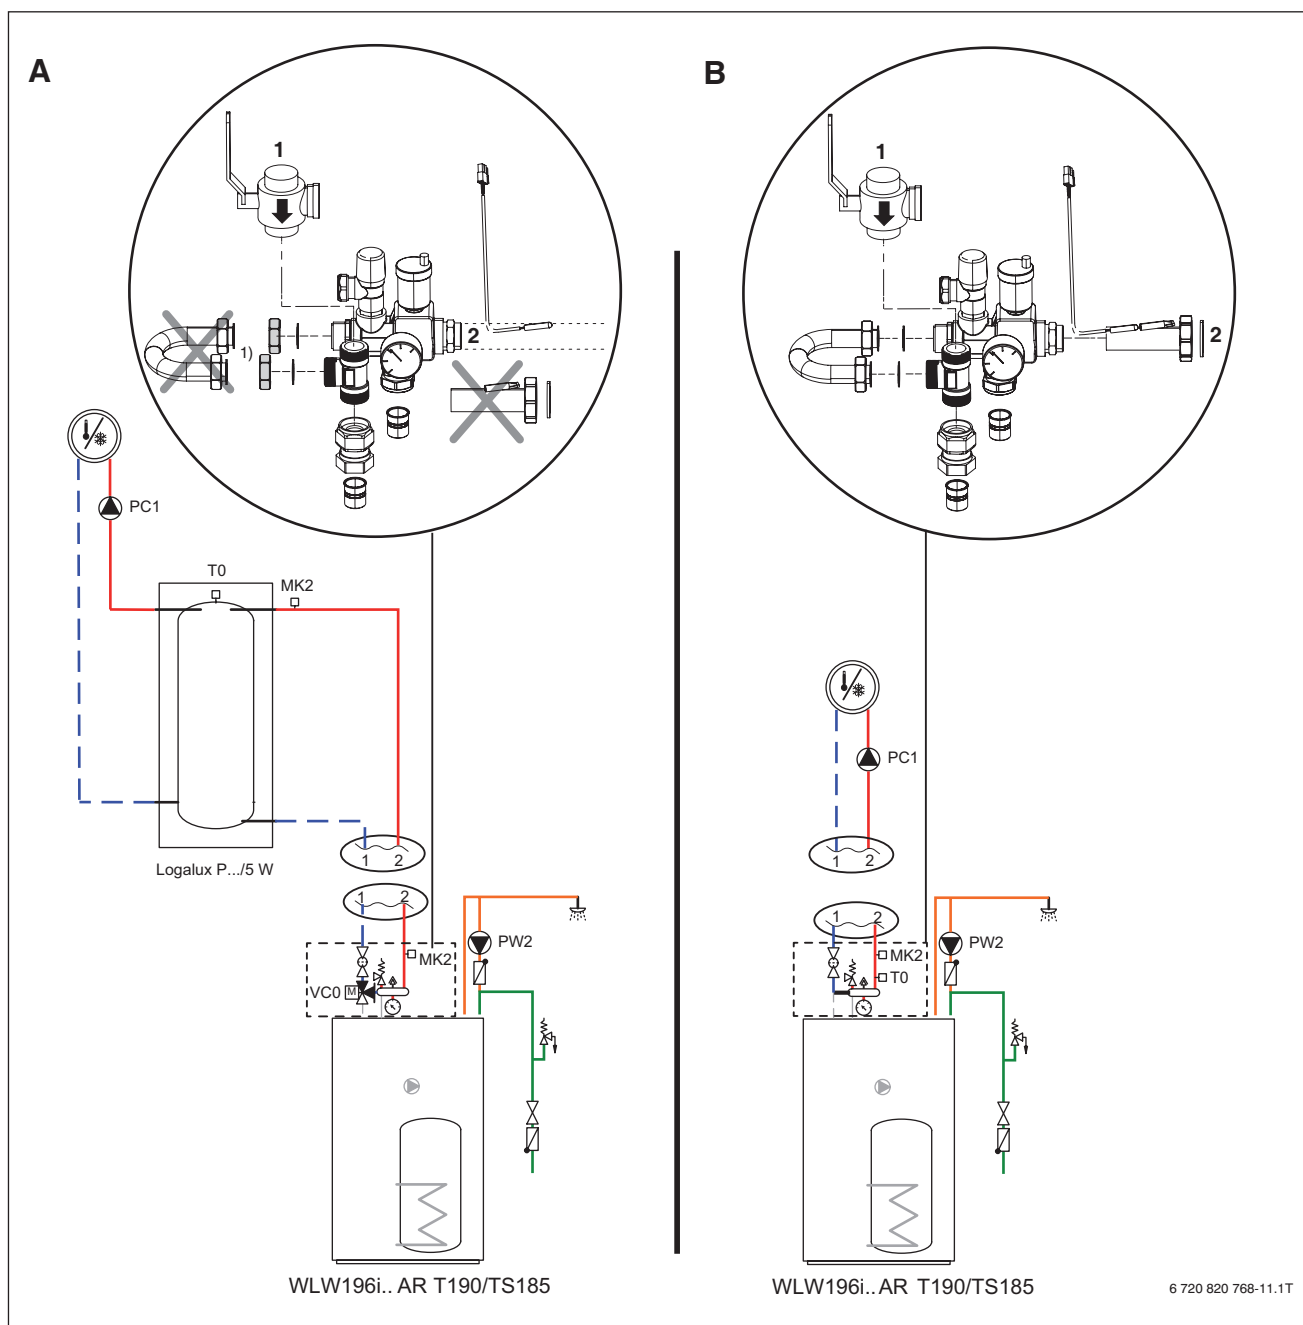 A
B
1
1
1)
2
2
PC1
T0
MK2
PC1
Logalux P.../5 W
1 2
1 2
1 2
1 2
PW2
PW2
MK2
MK2
T0
VC0
M
WLW196i.. AR T190/TS185
WLW196i.. AR T190/TS185
6 720 820 768-11.1T